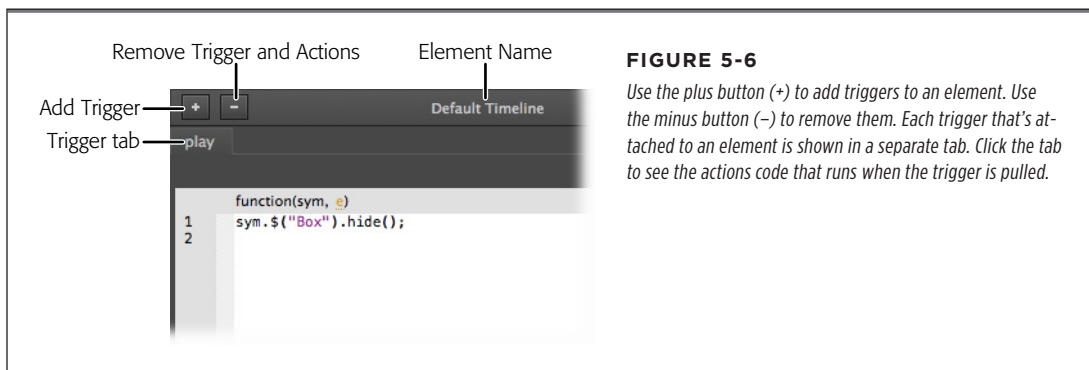 Remove Trigger and Actions
Element Name
Add Trigger
+
-
Default Timeline
Trigger tab
play
function(sym, e)
1 sym.$("Box").hide();
2
FIGURE 5-6
Use the plus button (+) to add triggers to an element. Use
the minus button (–) to remove them. Each trigger that's at-
tached to an element is shown in a separate tab. Click the tab
to see the actions code that runs when the trigger is pulled.